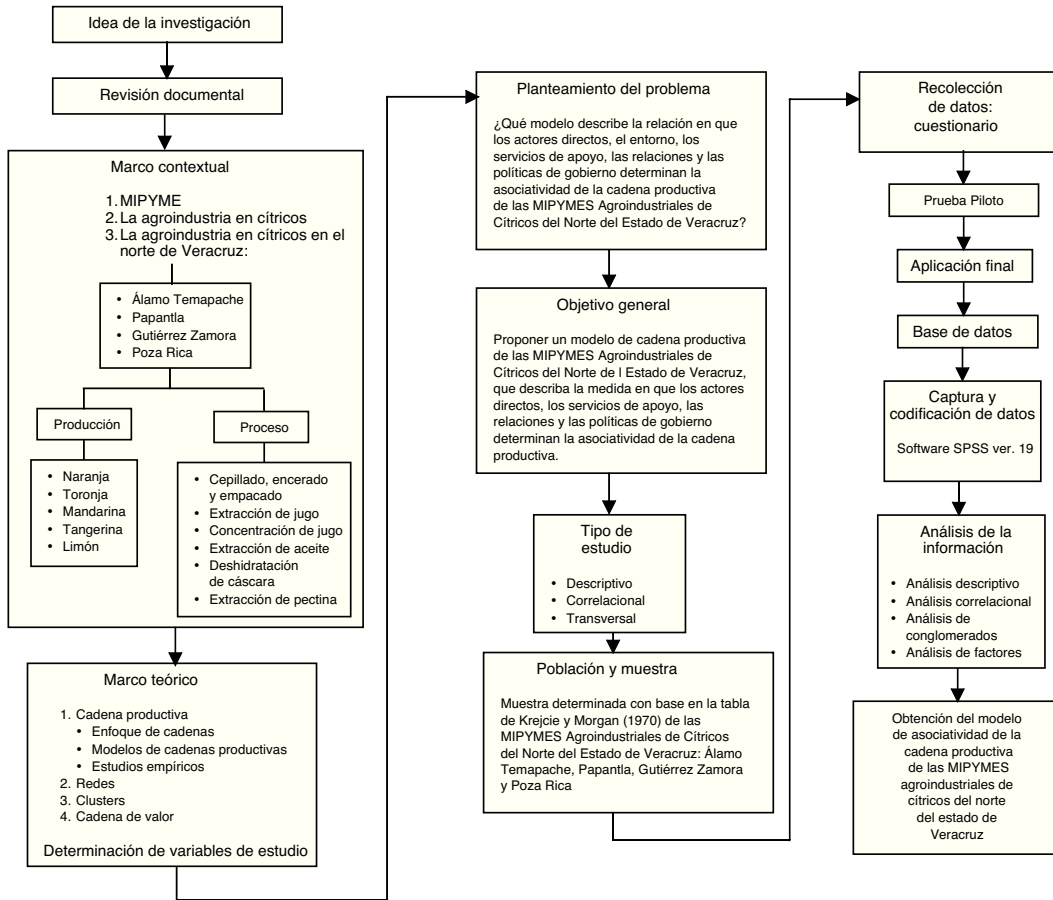 Idea de la investigación
Revisión documental
Marco contextual
1. MIPYME
2. La agroindustria en cítricos
3. La agroindustria en cítricos en el
norte de Veracruz:
• Álamo Temapache
• Papantla
• Gutiérrez Zamora
• Poza Rica
Producción
• Naranja
• Toronja
• Mandarina
• Tangerina
• Limón
Proceso
• Cepillado, encerado
y empacado
• Extracción de jugo
• Concentración de jugo
• Extracción de aceite
• Deshidratación
de cáscara
• Extracción de pectina
Marco teórico
1. Cadena productiva
• Enfoque de cadenas
• Modelos de cadenas productivas
• Estudios empíricos
2. Redes
3. Clusters
4. Cadena de valor
Determinación de variables de estudio
Planteamiento del problema
¿Qué modelo describe la relación en que
los actores directos, el entorno, los
servicios de apoyo, las relaciones y las
políticas de gobierno determinan la
asociatividad de la cadena productiva
de las MIPYMES Agroindustriales de
Cítricos del Norte del Estado de Veracruz?
Objetivo general
Proponer un modelo de cadena productiva
de las MIPYMES Agroindustriales de
Cítricos del Norte de l Estado de Veracruz,
que describa la medida en que los actores
directos, los servicios de apoyo, las
relaciones y las políticas de gobierno
determinan la asociatividad de la cadena
productiva.
Tipo de
estudio
• Descriptivo
• Correlacional
• Transversal
Población y muestra
Muestra determinada con base en la tabla
de Krejcie y Morgan (1970) de las
MIPYMES Agroindustriales de Cítricos
del Norte del Estado de Veracruz: Álamo
Temapache, Papantla, Gutiérrez Zamora
y Poza Rica
Recolección
de datos:
cuestionario
Prueba Piloto
Aplicación final
Base de datos
Captura y
codificación de datos
Software SPSS ver. 19
Análisis de la
información
• Análisis descriptivo
• Análisis correlacional
• Análisis de
conglomerados
• Análisis de factores
Obtención del modelo
de asociatividad de la
cadena productiva
de las MIPYMES
agroindustriales de
cítricos del norte
del estado de
Veracruz